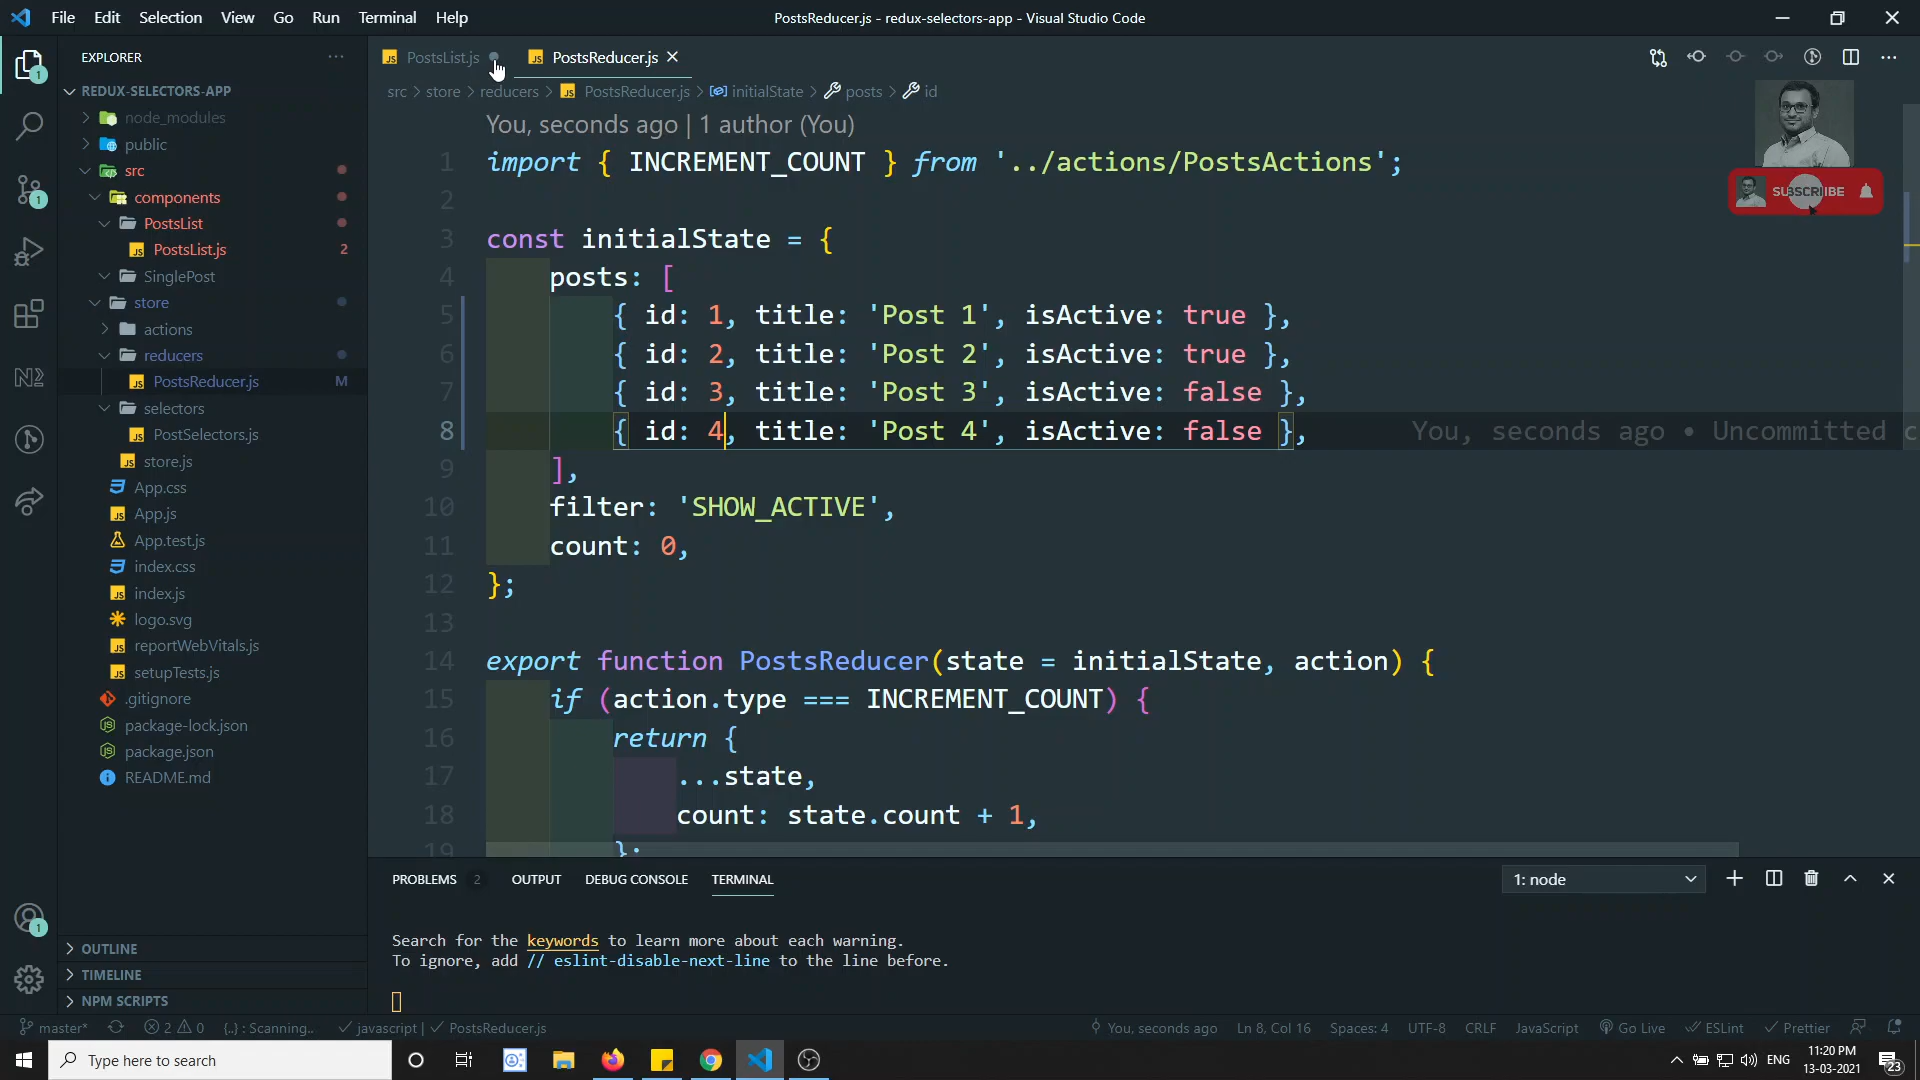 File Edit Selection View Go Run Terminal Help
PostsReducer.js - redux-selectors-app - Visual Studio Code
EXPLORER
REDUX-SELECTORS-APP
node_modules
public
src
components
PostsList
PostsList.js 2
SinglePost
store
actions
reducers
PostsReducer.js M
selectors
PostSelectors.js
store.js
App.css
App.js
App.test.js
index.css
index.js
logo.svg
reportWebVitals.js
setupTests.js
.gitignore
package-lock.json
package.json
README.md
OUTLINE
TIMELINE
NPM SCRIPTS
PostsList.js PostsReducer.js
src > store > reducers > PostsReducer.js > initialState > posts > id
You, seconds ago | 1 author (You)
1 import { INCREMENT_COUNT } from '../actions/PostsActions';
2
3 const initialState = {
4 posts: [
5 { id: 1, title: 'Post 1', isActive: true },
6 { id: 2, title: 'Post 2', isActive: true },
7 { id: 3, title: 'Post 3', isActive: false },
8 { id: 4, title: 'Post 4', isActive: false }, You, seconds ago • Uncommitted c
9 ],
10 filter: 'SHOW_ACTIVE',
11 count: 0,
12 };
13
14 export function PostsReducer(state = initialState, action) {
15 if (action.type === INCREMENT_COUNT) {
16 return {
17 ...state,
18 count: state.count + 1,
19 };
SUBSCRIBE
PROBLEMS 2 OUTPUT DEBUG CONSOLE TERMINAL
1: node
Search for the keywords to learn more about each warning.
To ignore, add // eslint-disable-next-line to the line before.
master* 2 0 {..} : Scanning.. javascript | PostsReducer.js
You, seconds ago Ln 8, Col 16 Spaces: 4 UTF-8 CRLF JavaScript Go Live ESLint Prettier
Type here to search
ENG
11:20 PM
13-03-2021
23